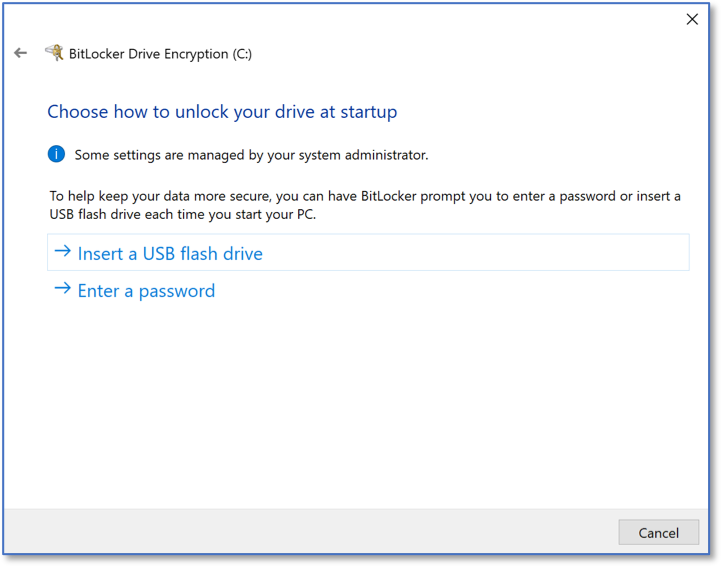 BitLocker Drive Encryption (C:)
Choose how to unlock your drive at startup
Some settings are managed by your system administrator.
To help keep your data more secure, you can have BitLocker prompt you to enter a password or insert a
USB flash drive each time you start your PC.
Insert a USB flash drive
Enter a password
Cancel